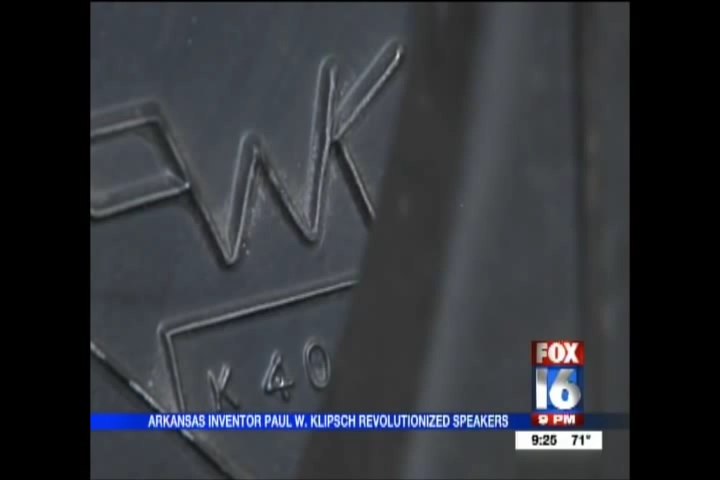 PWK
K 40
ARKANSAS INVENTOR PAUL W. KLIPSCH REVOLUTIONIZED SPEAKERS
FOX
16
9 PM
9:25 71°